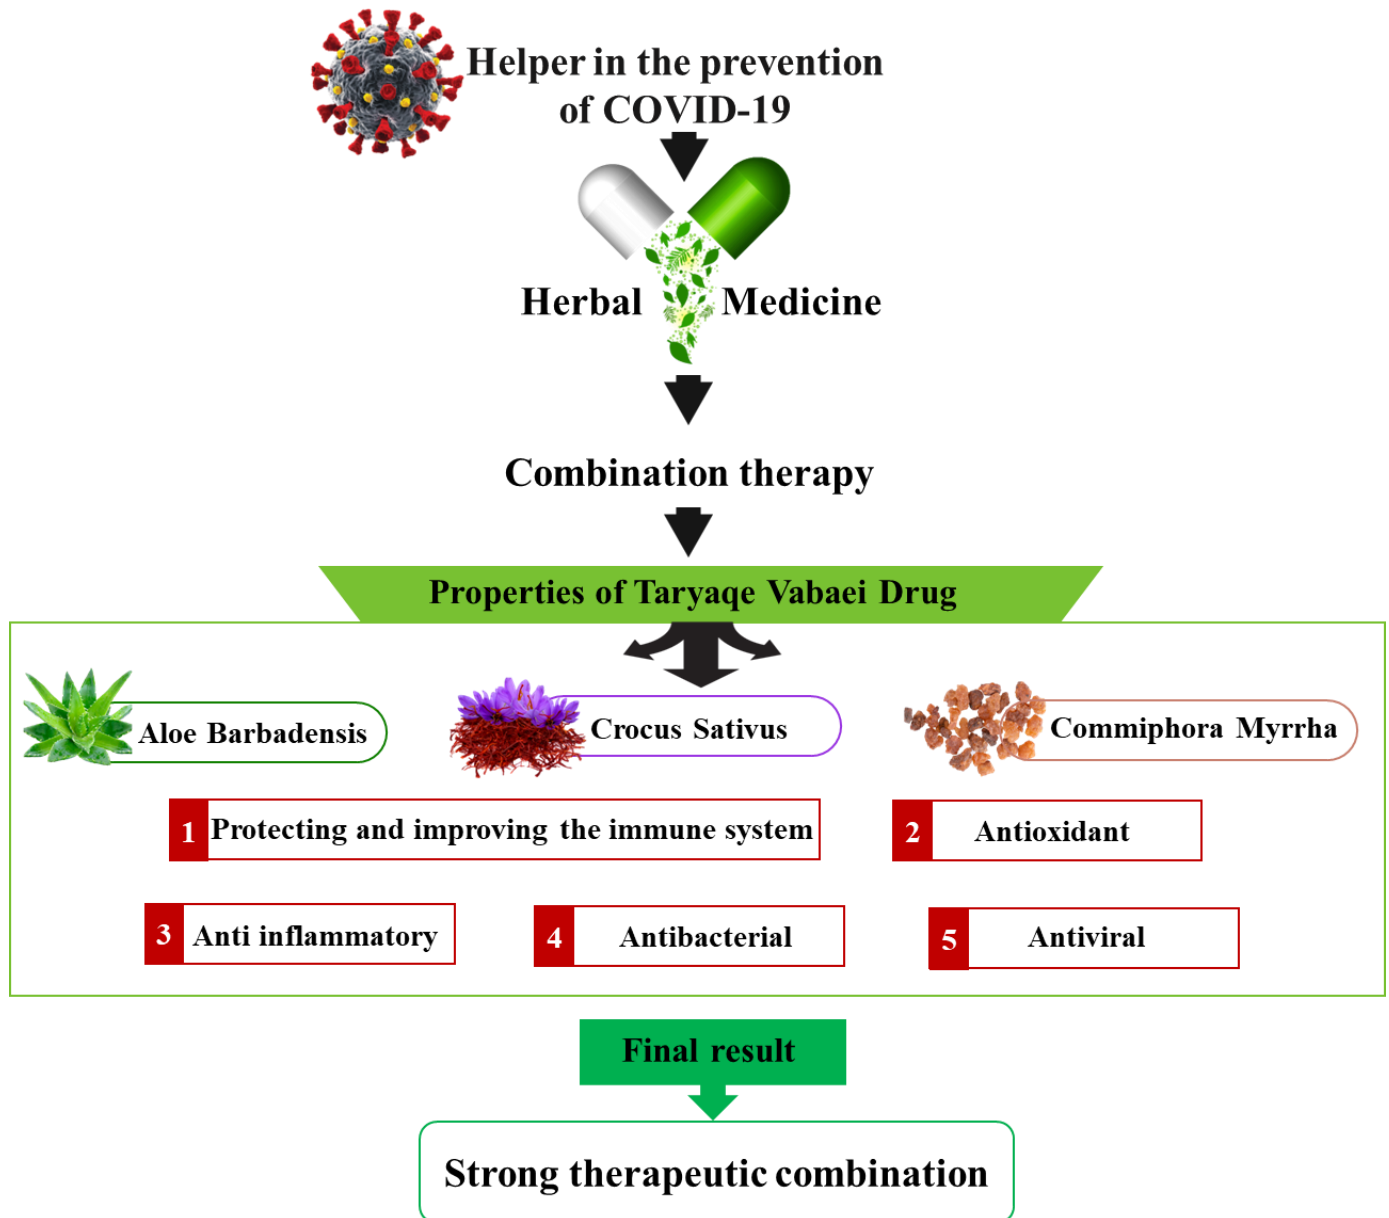 Helper in the prevention
of COVID-19
Herbal Medicine
Combination therapy
Properties of Taryaqe Vabaei Drug
Aloe Barbadensis
Crocus Sativus
Commiphora Myrrha
1 Protecting and improving the immune system
2 Antioxidant
3 Anti inflammatory
4 Antibacterial
5 Antiviral
Final result
Strong therapeutic combination